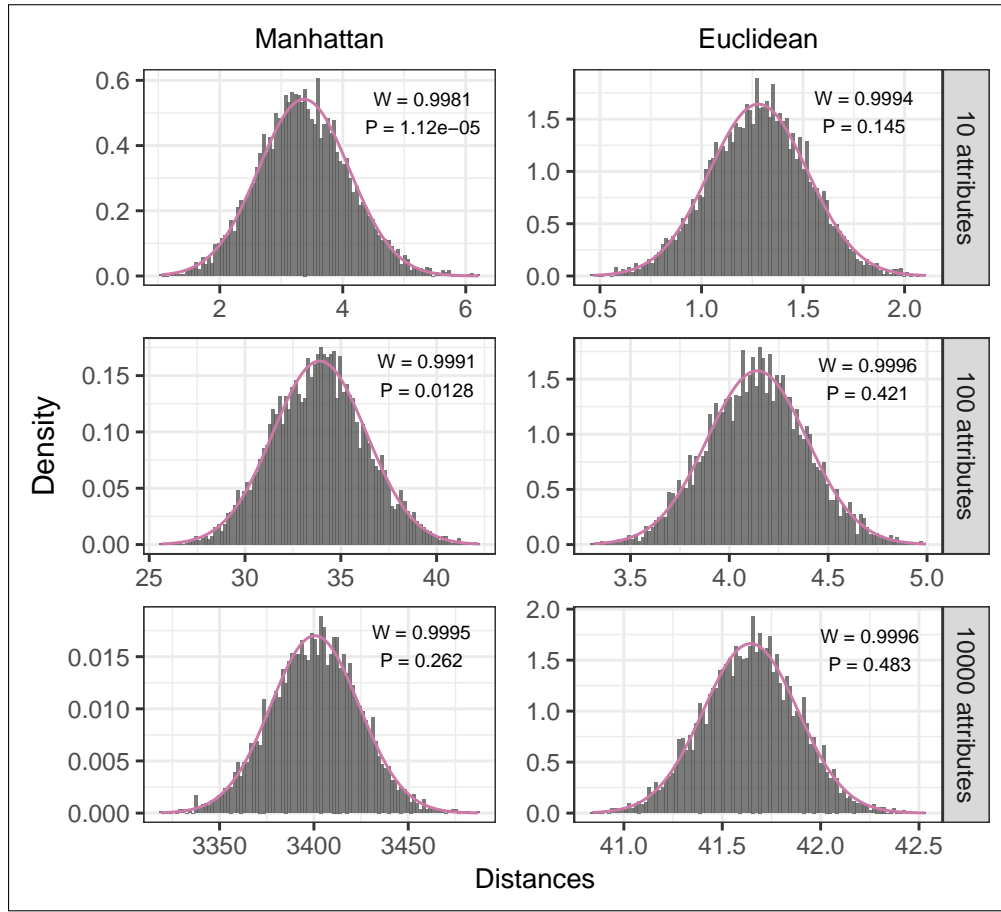 Manhattan
Euclidean
0.6
0.4
0.2
0.0
W = 0.9981
P = 1.12e−05
2
4
6
1.5
1.0
0.5
0.0
W = 0.9994
P = 0.145
0.5
1.0
1.5
2.0
10 attributes
Density
0.15
0.10
0.05
0.00
W = 0.9991
P = 0.0128
25
30
35
40
1.5
1.0
0.5
0.0
W = 0.9996
P = 0.421
3.5
4.0
4.5
5.0
100 attributes
0.015
0.010
0.005
0.000
W = 0.9995
P = 0.262
3350
3400
3450
2.0
1.5
1.0
0.5
0.0
W = 0.9996
P = 0.483
41.0
41.5
42.0
42.5
10000 attributes
Distances